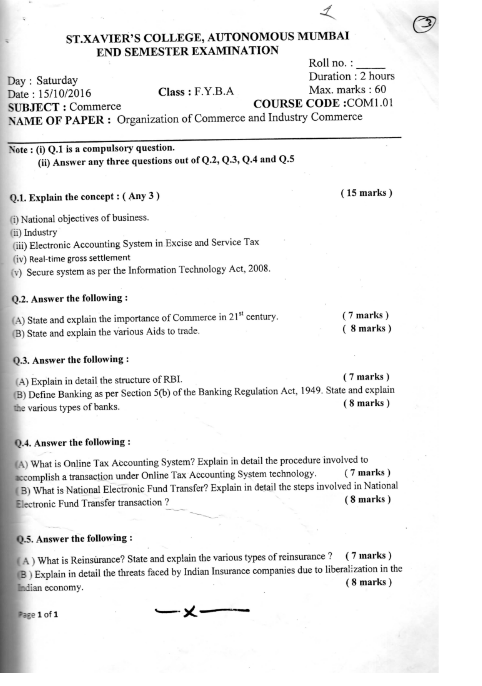 1
3
ST.XAVIER'S COLLEGE, AUTONOMOUS MUMBAI
END SEMESTER EXAMINATION
Roll no. : _____
Day : Saturday Duration : 2 hours
Date : 15/10/2016 Class : F.Y.B.A Max. marks : 60
SUBJECT : Commerce COURSE CODE :COM1.01
NAME OF PAPER : Organization of Commerce and Industry Commerce
Note : (i) Q.1 is a compulsory question.
(ii) Answer any three questions out of Q.2, Q.3, Q.4 and Q.5
Q.1. Explain the concept : ( Any 3 ) ( 15 marks )
(i) National objectives of business.
(ii) Industry
(iii) Electronic Accounting System in Excise and Service Tax
(iv) Real-time gross settlement
(v) Secure system as per the Information Technology Act, 2008.
Q.2. Answer the following :
(A) State and explain the importance of Commerce in 21st century. ( 7 marks )
(B) State and explain the various Aids to trade. ( 8 marks )
Q.3. Answer the following :
(A) Explain in detail the structure of RBI. ( 7 marks )
(B) Define Banking as per Section 5(b) of the Banking Regulation Act, 1949. State and explain
the various types of banks. ( 8 marks )
Q.4. Answer the following :
(A) What is Online Tax Accounting System? Explain in detail the procedure involved to
accomplish a transaction under Online Tax Accounting System technology. ( 7 marks )
( B) What is National Electronic Fund Transfer? Explain in detail the steps involved in National
Electronic Fund Transfer transaction ? ( 8 marks )
Q.5. Answer the following :
( A ) What is Reinsurance? State and explain the various types of reinsurance ? ( 7 marks )
(B ) Explain in detail the threats faced by Indian Insurance companies due to liberalization in the
Indian economy. ( 8 marks )
Page 1 of 1
—x—